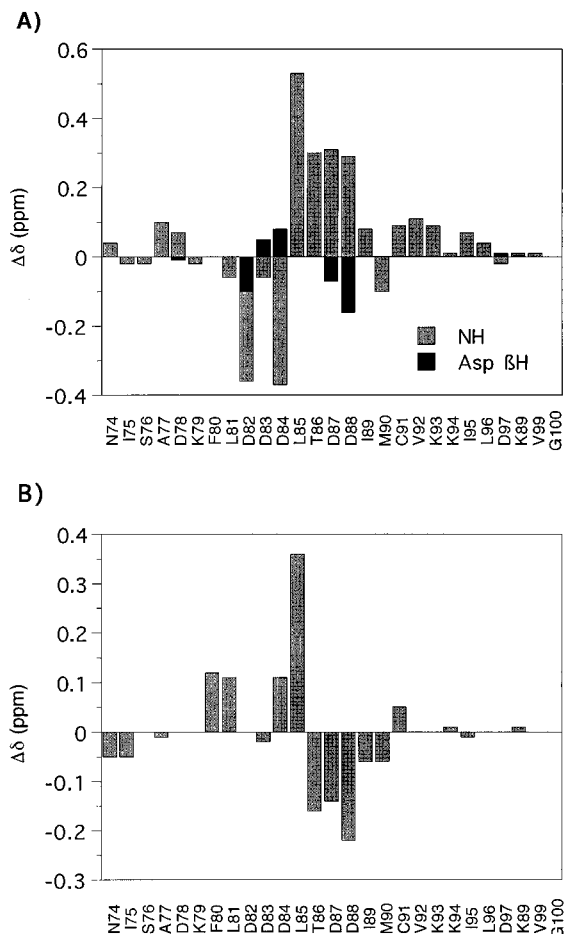 A)
0.6
0.4
0.2
0
-0.2
-0.4
Δδ (ppm)
NH
Asp ßH
N74 I75 S76 A77 D78 K79 F80 L81 D82 D83 D84 L85 T86 D87 D88 I89 M90 C91 V92 K93 K94 I95 L96 D97 K89 V99 G100
B)
0.4
0.3
0.2
0.1
0
-0.1
-0.2
-0.3
Δδ (ppm)
N74 I75 S76 A77 D78 K79 F80 L81 D82 D83 D84 L85 T86 D87 D88 I89 M90 C91 V92 K93 K94 I95 L96 D97 K89 V99 G100